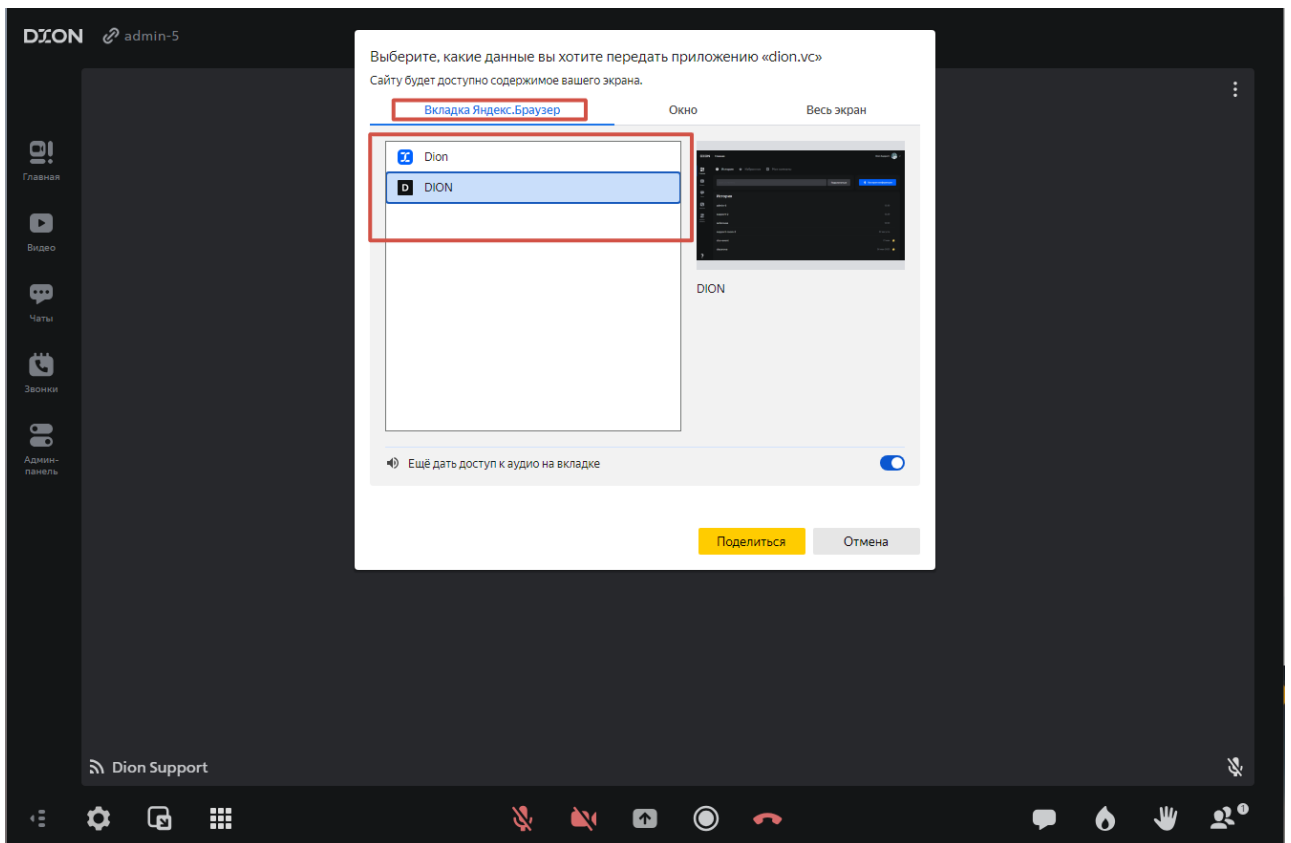 DION admin-5
Выберите, какие данные вы хотите передать приложению «dion.vc»
Сайту будет доступно содержимое вашего экрана.
Вкладка Яндекс.Браузер Окно Весь экран
Dion
D DION
DION
Ещё дать доступ к аудио на вкладке
Поделиться Отмена
Главная
Видео
Чаты
Звонки
Админ-
панель
Dion Support
1